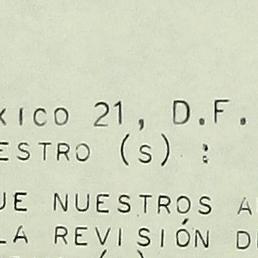 XICO 21, D.F.
ESTRO (s) :
UE NUESTROS A
LA REVISIÓN D